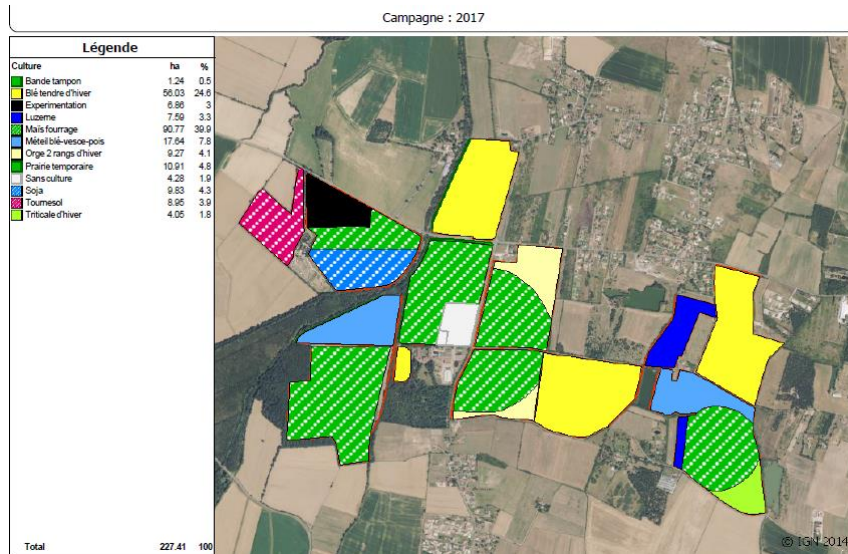 Campagne : 2017
Légende
Culture ha %
Bande tampon 1.24 0.5
Blé tendre d'hiver 56.03 24.6
Experimentation 6.86 3
Luzerne 7.59 3.3
Maïs fourrage 90.77 39.9
Méteil blé-vesce-pois 17.64 7.8
Orge 2 rangs d'hiver 9.27 4.1
Prairie temporaire 10.91 4.8
Sans culture 4.28 1.9
Soja 9.83 4.3
Tournesol 8.95 3.9
Triticale d'hiver 4.05 1.8
Total 227.41 100
© IGN 2014